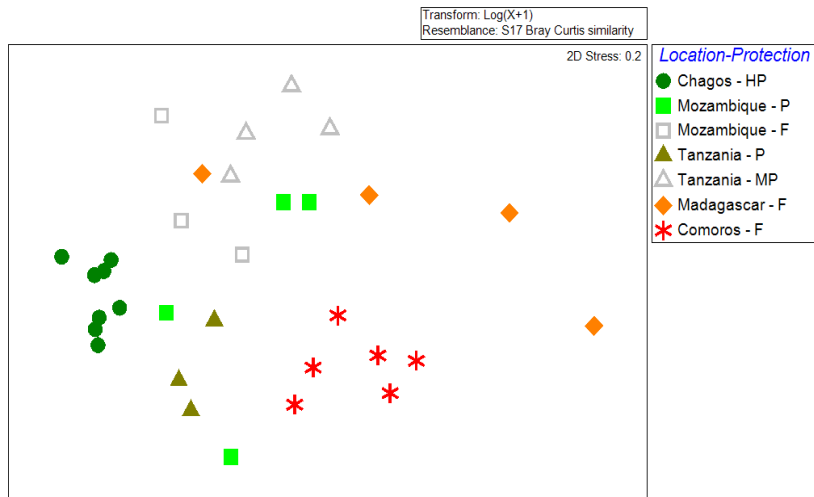 Transform: Log(X+1)
Resemblance: S17 Bray Curtis similarity
2D Stress: 0.2
Location-Protection
Chagos - HP
Mozambique - P
Mozambique - F
Tanzania - P
Tanzania - MP
Madagascar - F
Comoros - F